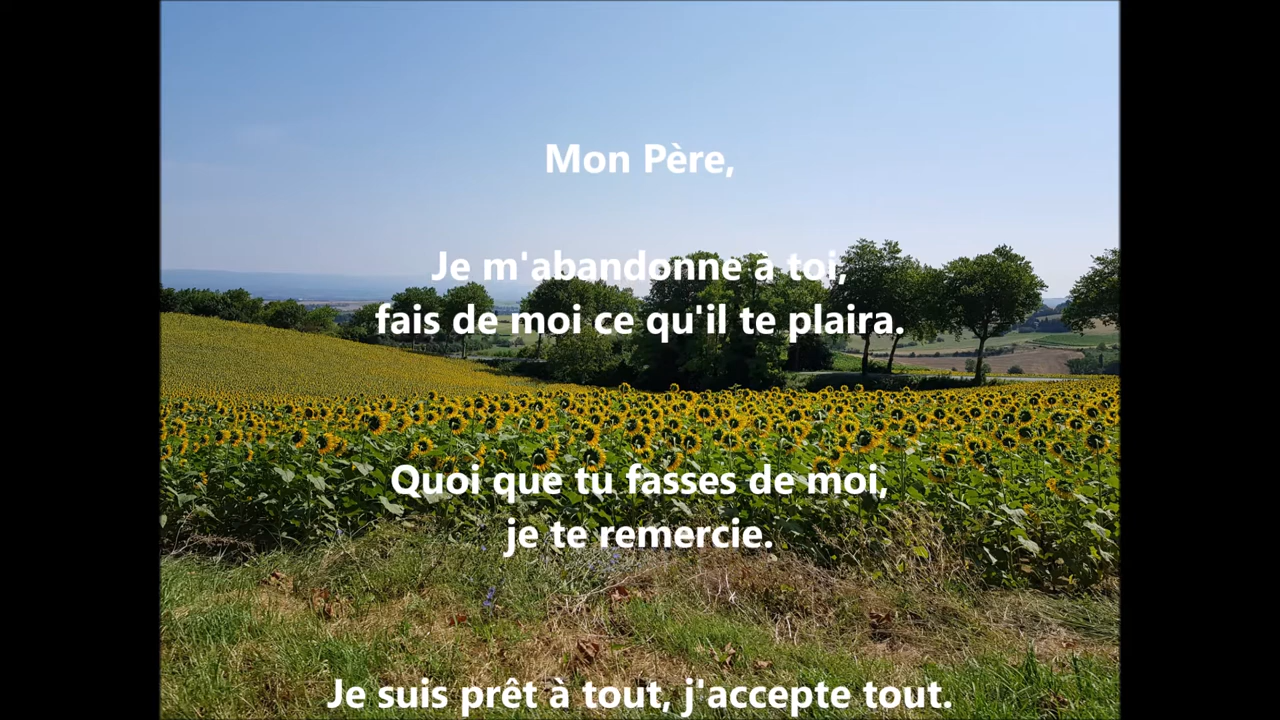 Mon Père,
Je m'abandonne à toi,
fais de moi ce qu'il te plaira.
Quoi que tu fasses de moi,
je te remercie.
Je suis prêt à tout, j'accepte tout.